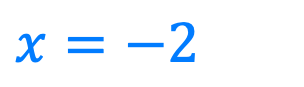 x = −2